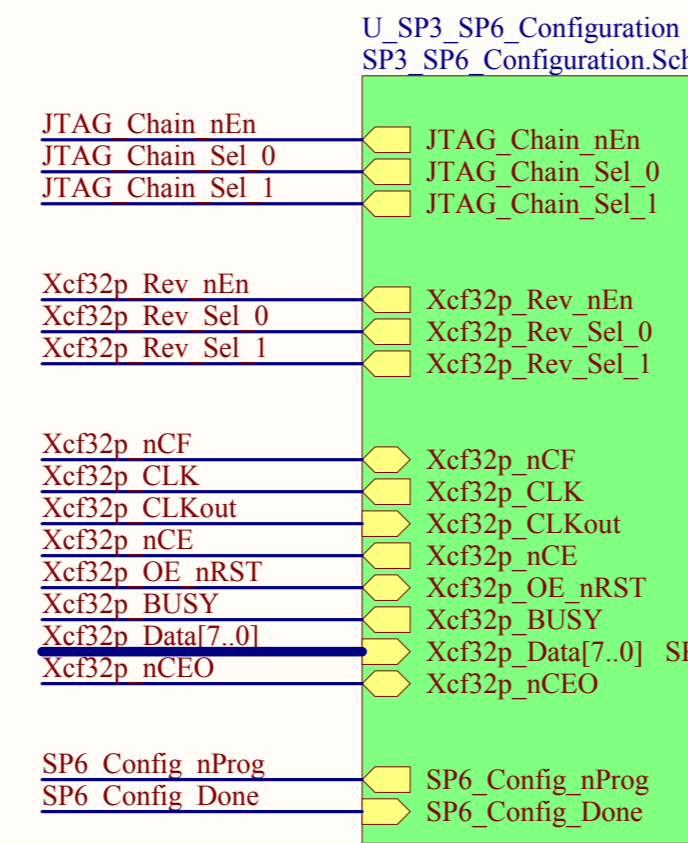 U_SP3_SP6_Configuration
SP3_SP6_Configuration.Sch
JTAG_Chain_nEn JTAG_Chain_nEn
JTAG_Chain_Sel_0 JTAG_Chain_Sel_0
JTAG_Chain_Sel_1 JTAG_Chain_Sel_1
Xcf32p_Rev_nEn Xcf32p_Rev_nEn
Xcf32p_Rev_Sel_0 Xcf32p_Rev_Sel_0
Xcf32p_Rev_Sel_1 Xcf32p_Rev_Sel_1
Xcf32p_nCF Xcf32p_nCF
Xcf32p_CLK Xcf32p_CLK
Xcf32p_CLKout Xcf32p_CLKout
Xcf32p_nCE Xcf32p_nCE
Xcf32p_OE_nRST Xcf32p_OE_nRST
Xcf32p_BUSY Xcf32p_BUSY
Xcf32p_Data[7..0] Xcf32p_Data[7..0]
Xcf32p_nCEO Xcf32p_nCEO
SP6_Config_nProg SP6_Config_nProg
SP6_Config_Done SP6_Config_Done